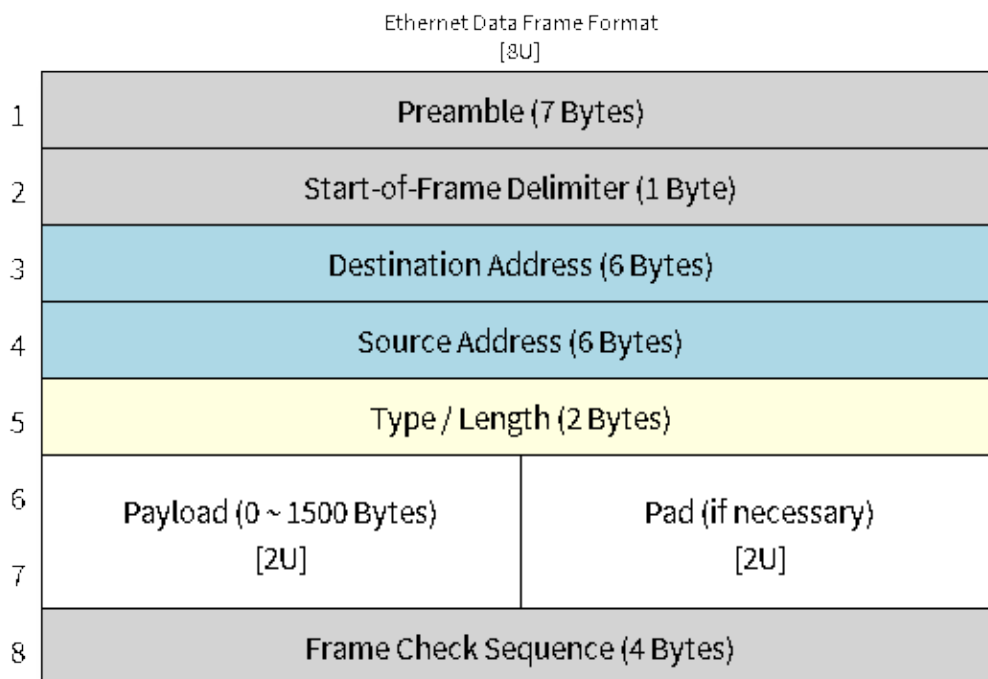 Ethernet Data Frame Format
[8U]
1
Preamble (7 Bytes)
2
Start-of-Frame Delimiter (1 Byte)
3
Destination Address (6 Bytes)
4
Source Address (6 Bytes)
5
Type / Length (2 Bytes)
6
Payload (0 ~ 1500 Bytes)
[2U]
Pad (if necessary)
[2U]
7
8
Frame Check Sequence (4 Bytes)